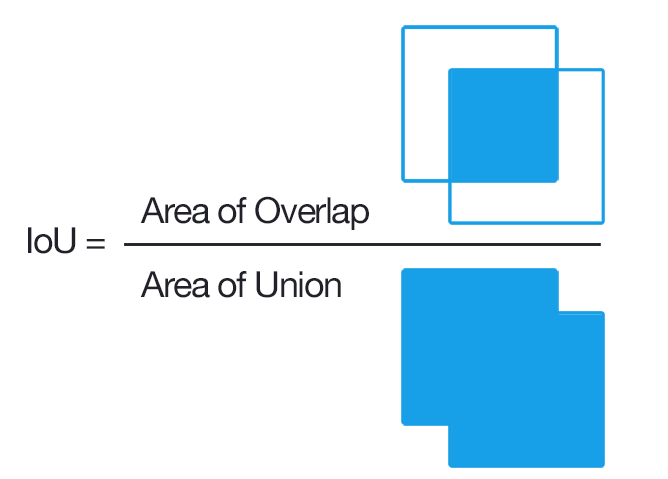 Area of Overlap
IoU =
Area of Union